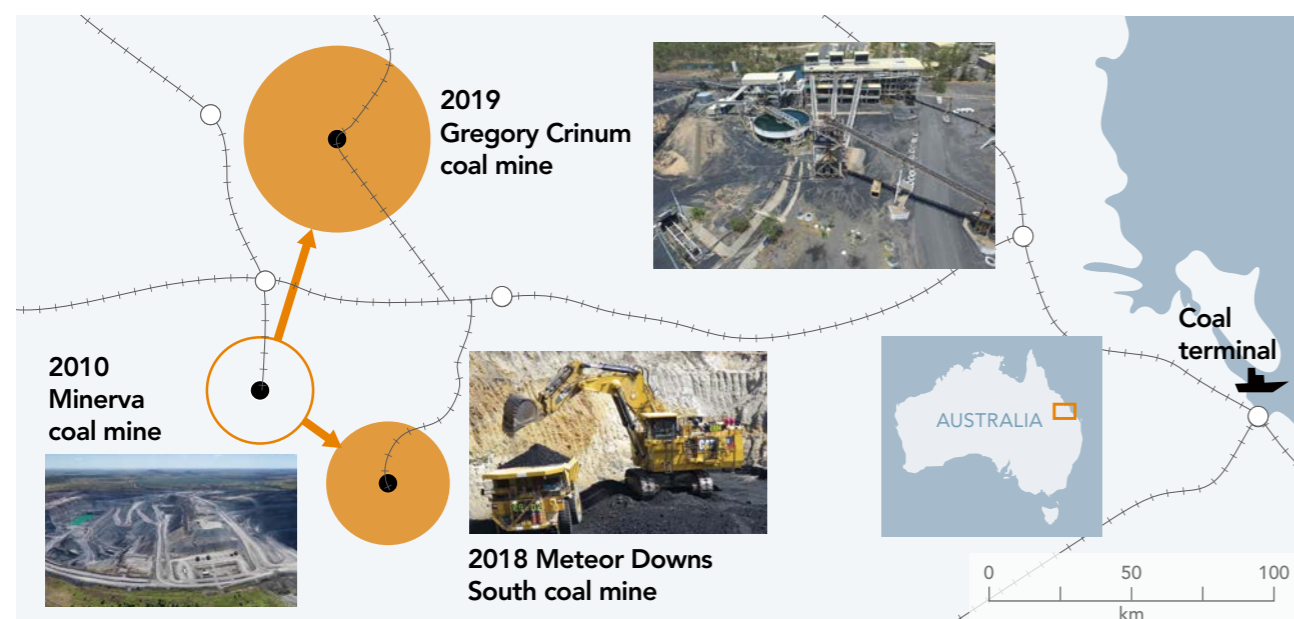 2019
Gregory Crinum
coal mine
2010
Minerva
coal mine
2018 Meteor Downs
South coal mine
AUSTRALIA
Coal
terminal
0 50 100
km